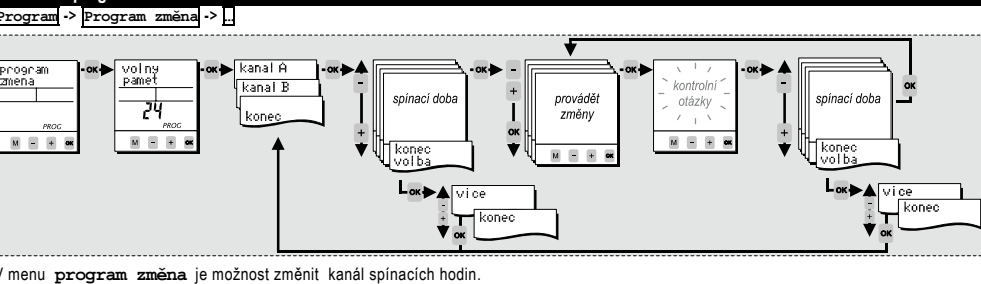 Program -> Program změna -> …
program
zmena
PROG
M - + OK
OK
volny
pamet
24
PROG
M - + OK
OK
kanal A
kanal B
konec
OK
-
+
spínací doba
konec
volba
OK
-
+
OK
provádět
změny
M - + OK
OK
kontrolní
otázky
M - + OK
OK
-
+
spínací doba
konec
volba
OK
OK
-
+
OK
vice
konec
OK
-
+
OK
vice
konec
V menu program změna je možnost změnit kanál spínacích hodin.